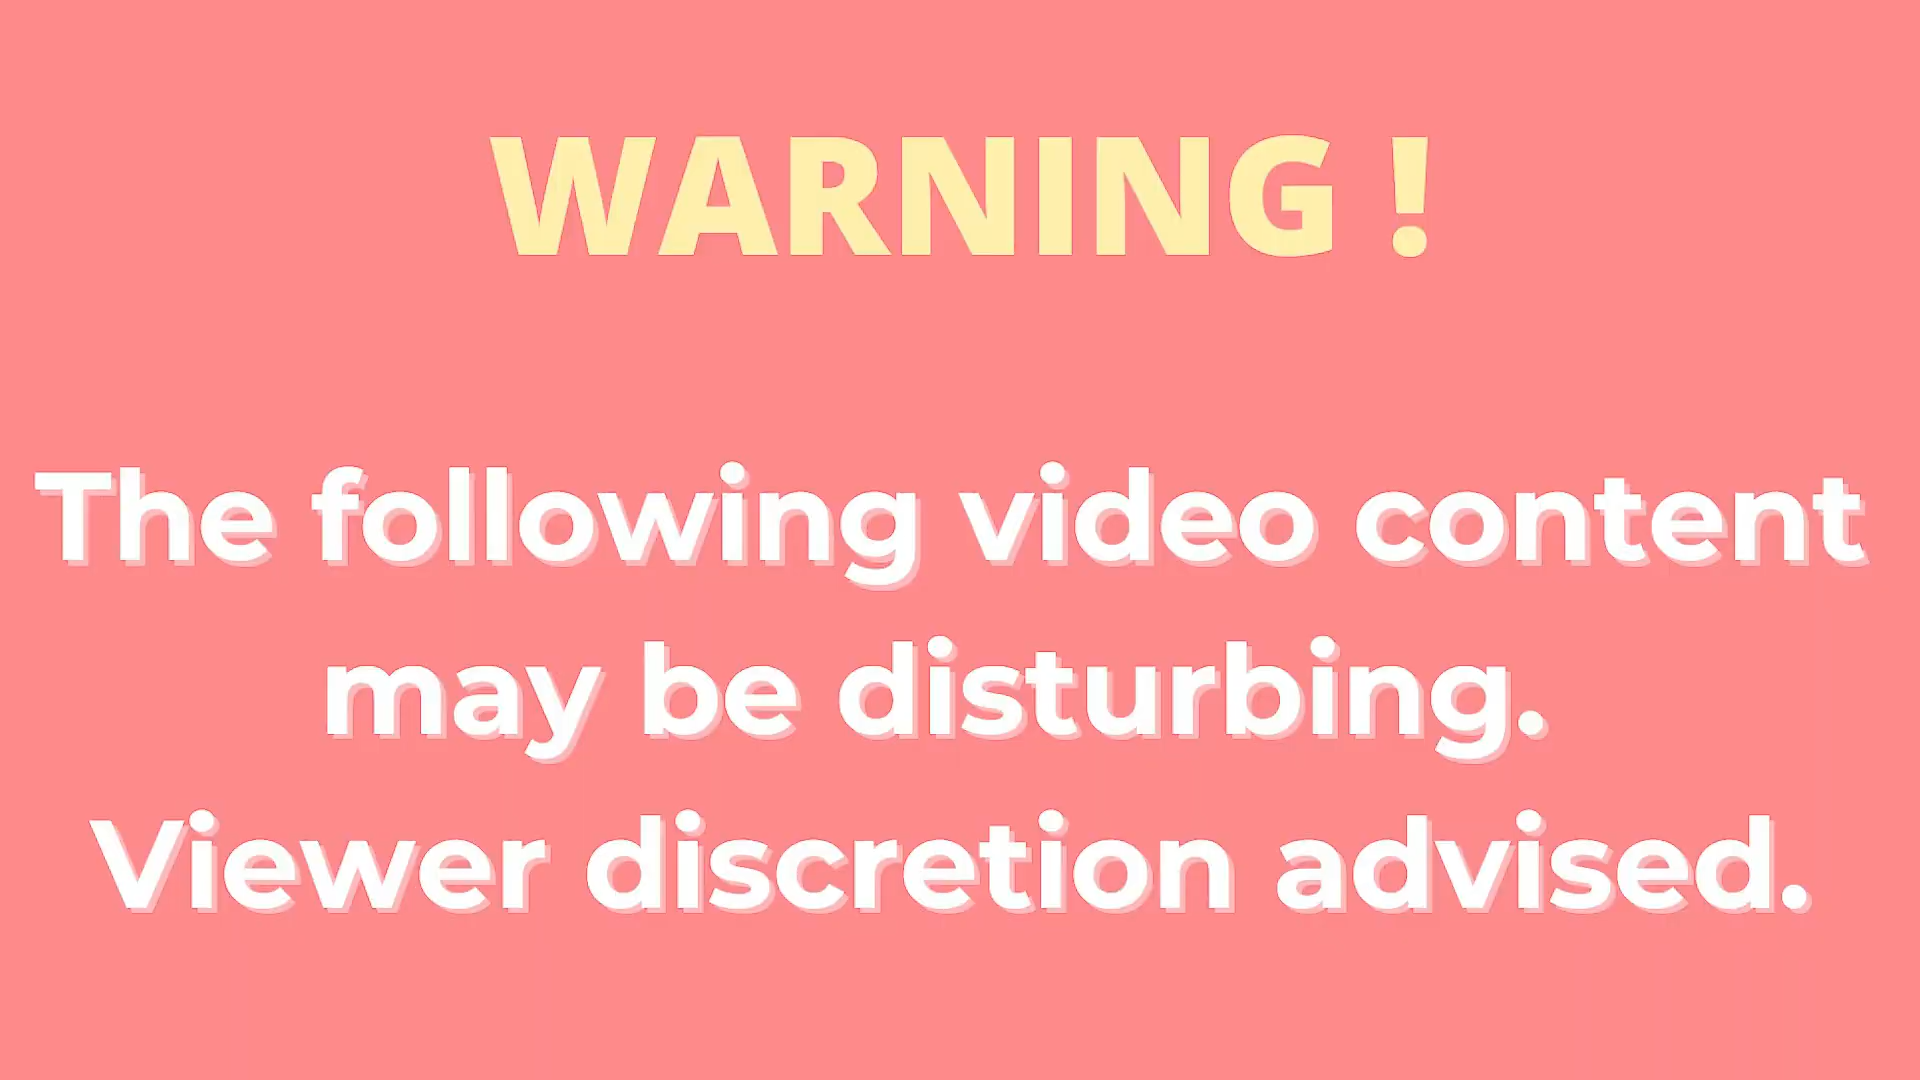 WARNING !
The following video content
may be disturbing.
Viewer discretion advised.